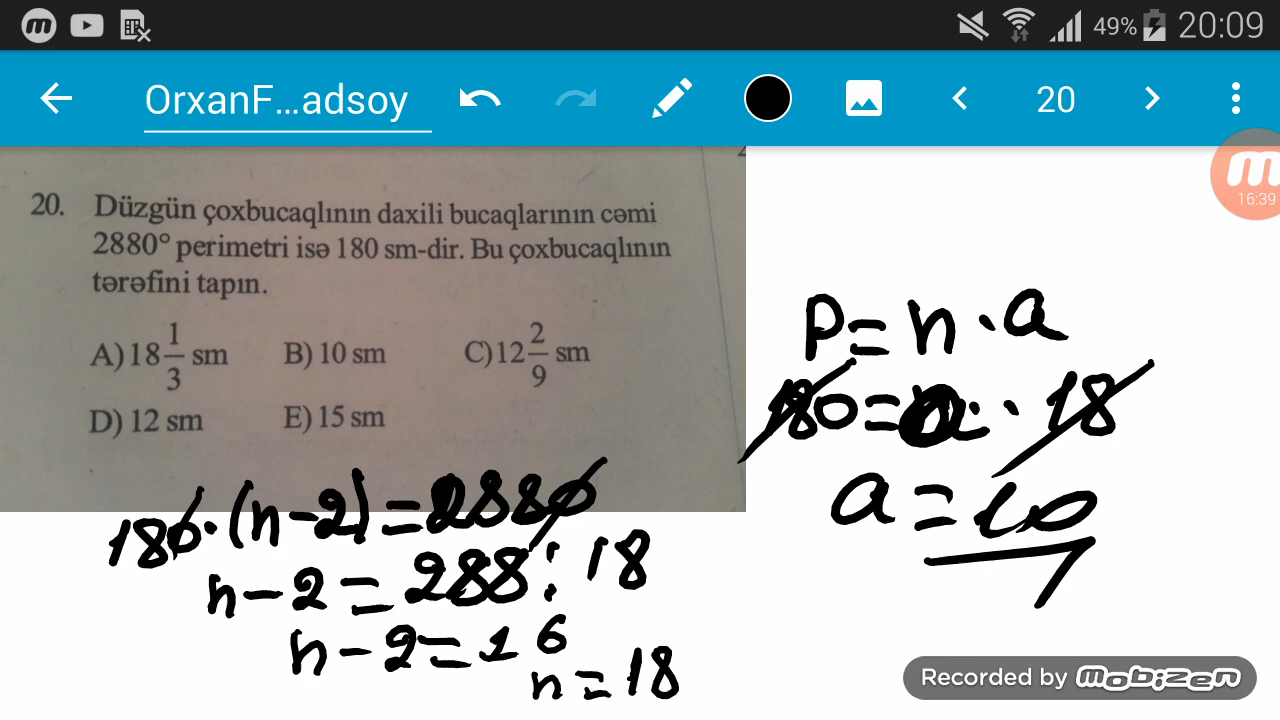 49% 20:09
OrxanF...adsoy 20
16:39
20. Düzgün çoxbucaqlının daxili bucaqlarının cəmi
2880° perimetri isə 180 sm-dir. Bu çoxbucaqlının
tərəfini tapın.
A) 18 1/3 sm B) 10 sm C) 12 2/9 sm
D) 12 sm E) 15 sm
180·(n-2)=2880
n-2=288:18
n-2=16
n=18
P=n·a
180=a·18
a=10
Recorded by mobizen